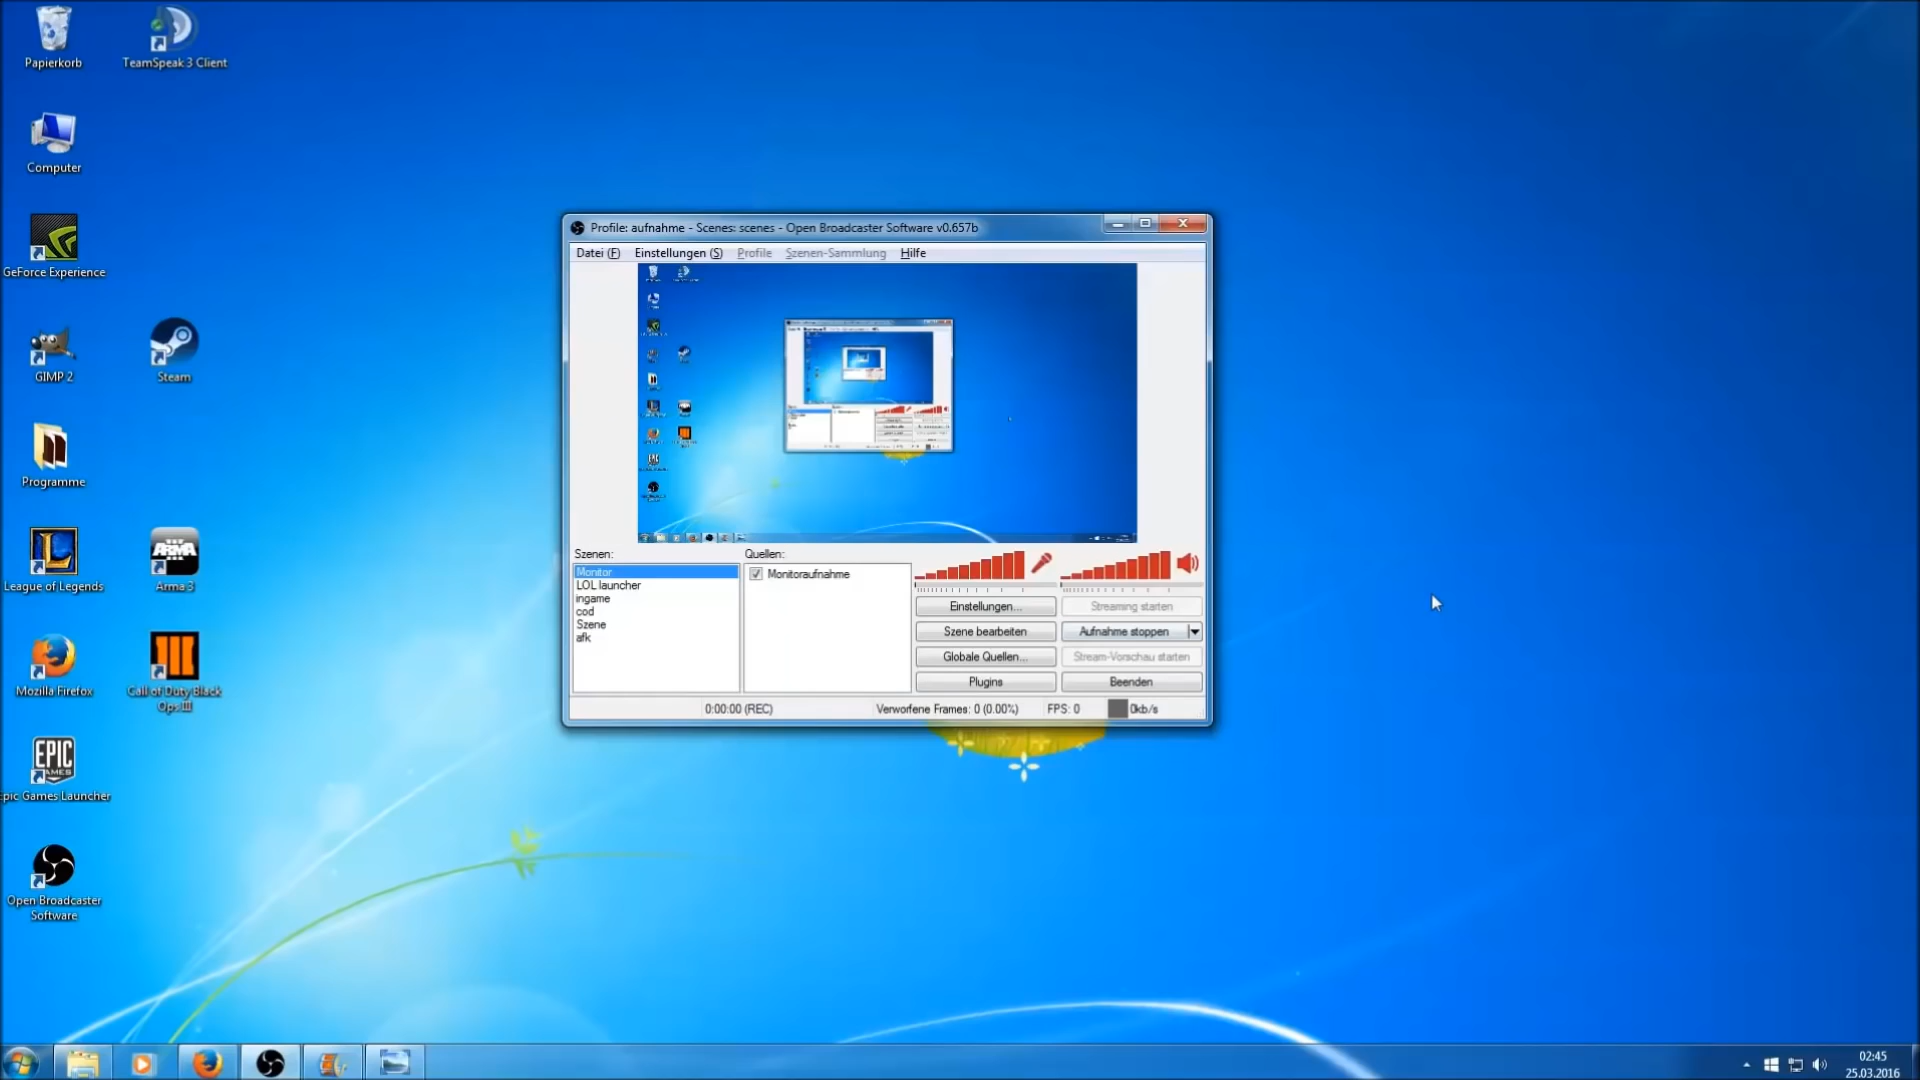 Papierkorb
TeamSpeak 3 Client
Computer
GeForce Experience
GIMP 2
Steam
Programme
League of Legends
ARMA
Arma 3
Mozilla Firefox
Call of Duty Black
Ops III
EPIC
GAMES
Epic Games Launcher
Open Broadcaster
Software
Profile: aufnahme - Scenes: scenes - Open Broadcaster Software v0.657b
Datei (F)
Einstellungen (S)
Profile
Szenen-Sammlung
Hilfe
Szenen:
Monitor
LOL launcher
ingame
cod
Szene
afk
Quellen:
Monitoraufnahme
Einstellungen...
Streaming starten
Szene bearbeiten
Aufnahme stoppen
Globale Quellen...
Stream-Vorschau starten
Plugins
Beenden
0:00:00 (REC)
Verworfene Frames: 0 (0.00%)
FPS: 0
0kb/s
02:45
25.03.2016